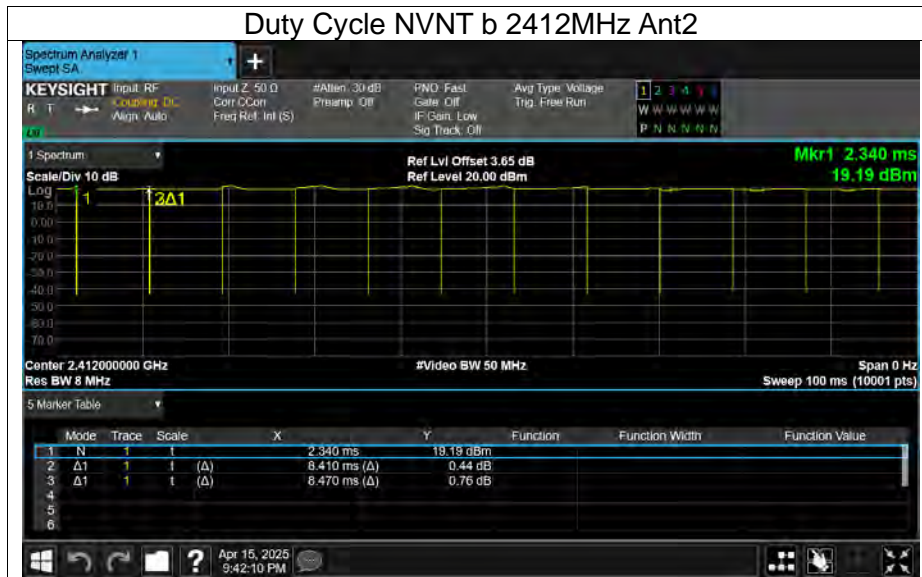 Duty Cycle NVNT b 2412MHz Ant2
Spectrum Analyzer 1
Swept SA
+
KEYSIGHT Input: RF Input Z: 50 Ω #Atten: 30 dB PNO: Fast Avg Type: Voltage 1 2 3 4 5 6
R T Coupling: DC Corr CCorr Preamp: Off Gate: Off Trig: Free Run W W W W W W
Align: Auto Freq Ref: Int (S) IF Gain: Low
Sig Track: Off P N N N N N
1 Spectrum Ref Lvl Offset 3.65 dB Mkr1 2.340 ms
Scale/Div 10 dB Ref Level 20.00 dBm 19.19 dBm
Log
1 3Δ1
10.0
0.00
-10.0
-20.0
-30.0
-40.0
-50.0
-60.0
-70.0
Center 2.412000000 GHz #Video BW 50 MHz Span 0 Hz
Res BW 8 MHz Sweep 100 ms (10001 pts)
5 Marker Table
Mode Trace Scale X Y Function Function Width Function Value
1 N 1 t 2.340 ms 19.19 dBm
2 Δ1 1 t (Δ) 8.410 ms (Δ) 0.44 dB
3 Δ1 1 t (Δ) 8.470 ms (Δ) 0.76 dB
4
5
6
? Apr 15, 2025
9:42:10 PM